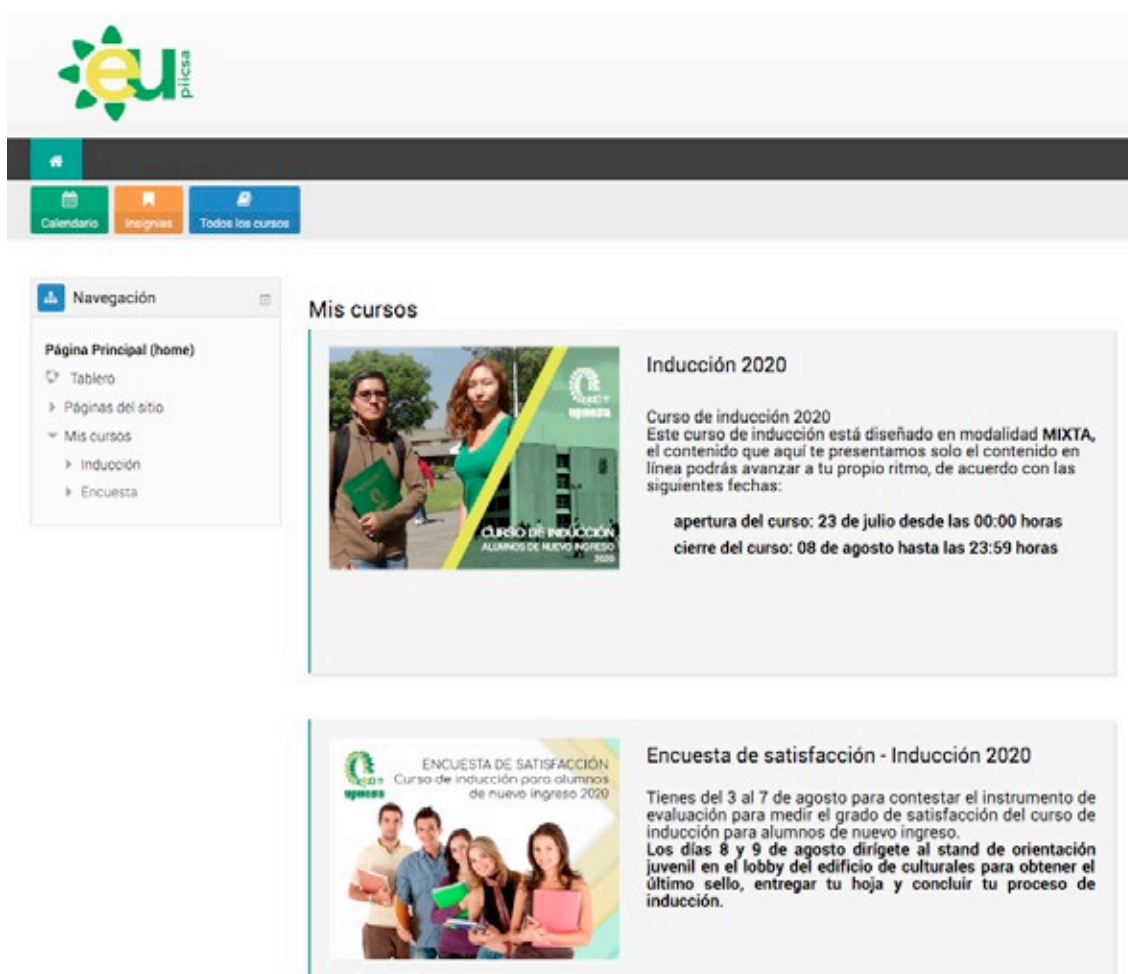 eu
piicsa
Calendario
Insignias
Todos los cursos
Navegación
Página Principal (home)
Tablero
Páginas del sitio
Mis cursos
Inducción
Encuesta
Mis cursos
upiicsa
CURSO DE INDUCCIÓN
ALUMNOS DE NUEVO INGRESO
2020
Inducción 2020
Curso de inducción 2020
Este curso de inducción está diseñado en modalidad MIXTA,
el contenido que aquí te presentamos solo el contenido en
línea podrás avanzar a tu propio ritmo, de acuerdo con las
siguientes fechas:
apertura del curso: 23 de julio desde las 00:00 horas
cierre del curso: 08 de agosto hasta las 23:59 horas
upiicsa
ENCUESTA DE SATISFACCIÓN
Curso de inducción para alumnos
de nuevo ingreso 2020
Encuesta de satisfacción - Inducción 2020
Tienes del 3 al 7 de agosto para contestar el instrumento de
evaluación para medir el grado de satisfacción del curso de
inducción para alumnos de nuevo ingreso.
Los días 8 y 9 de agosto dirígete al stand de orientación
juvenil en el lobby del edificio de culturales para obtener el
último sello, entregar tu hoja y concluir tu proceso de
inducción.